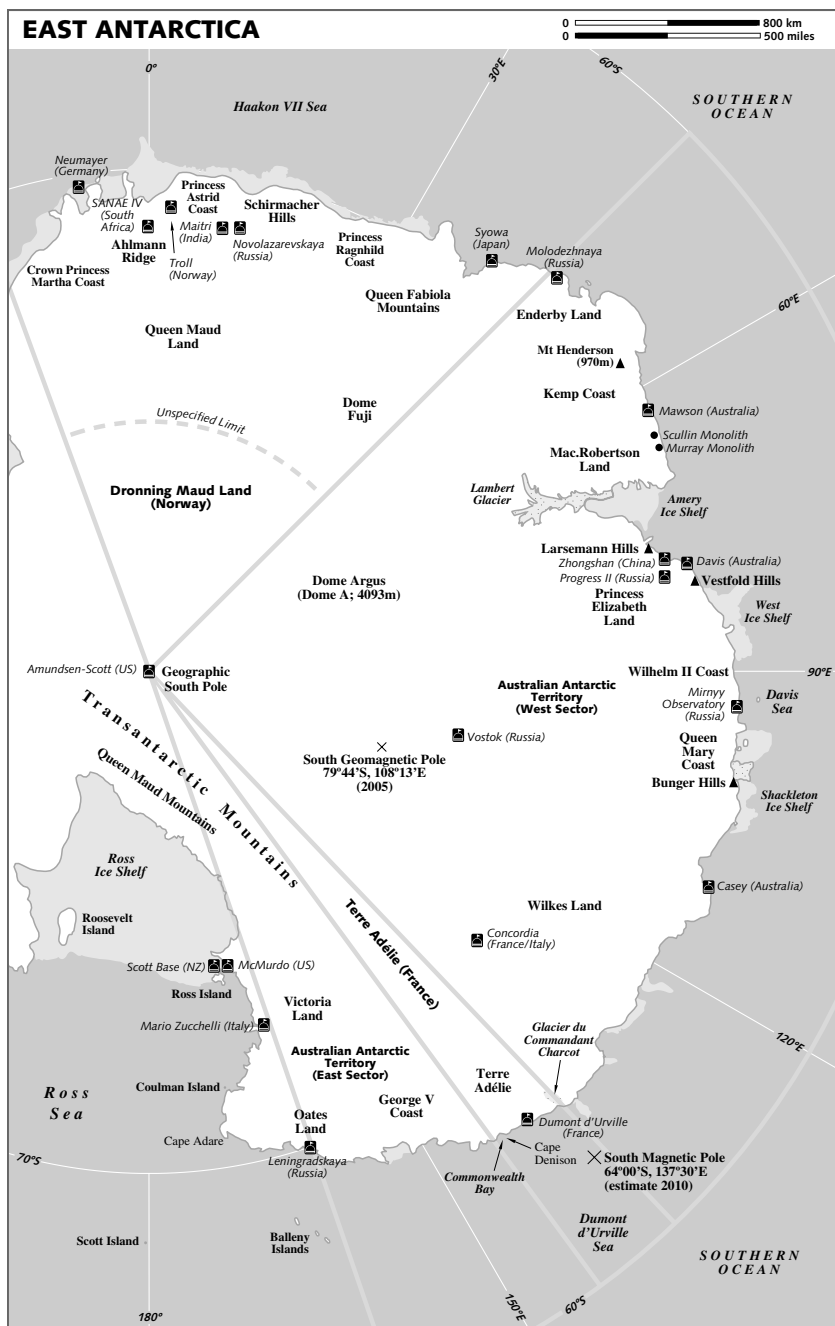 EAST ANTARCTICA
0 800 km
0 500 miles
0°
30°E
60°S
SOUTHERN
OCEAN
Haakon VII Sea
Neumayer
(Germany)
SANAE IV
(South
Africa)
Princess
Astrid
Coast
Schirmacher
Hills
Maitri
(India)
Novolazarevskaya
(Russia)
Ahlmann
Ridge
Troll
(Norway)
Crown Princess
Martha Coast
Princess
Ragnhild
Coast
Syowa
(Japan)
Molodezhnaya
(Russia)
Queen Fabiola
Mountains
Enderby Land
60°E
Queen Maud
Land
Mt Henderson
(970m)
Kemp Coast
Dome
Fuji
Unspecified Limit
Mawson (Australia)
Scullin Monolith
Murray Monolith
Mac.Robertson
Land
Dronning Maud Land
(Norway)
Lambert
Glacier
Amery
Ice Shelf
Larsemann Hills
Zhongshan (China)
Davis (Australia)
Progress II (Russia)
Vestfold Hills
Dome Argus
(Dome A; 4093m)
Princess
Elizabeth
Land
West
Ice Shelf
Amundsen-Scott (US)
Geographic
South Pole
Wilhelm II Coast
90°E
Australian Antarctic
Territory
(West Sector)
Mirnyy
Observatory
(Russia)
Davis
Sea
Transantarctic Mountains
Queen Maud Mountains
Vostok (Russia)
South Geomagnetic Pole
79°44'S, 108°13'E
(2005)
Queen
Mary
Coast
Bunger Hills
Shackleton
Ice Shelf
Ross
Ice Shelf
Roosevelt
Island
Casey (Australia)
Wilkes Land
Terre Adélie (France)
Concordia
(France/Italy)
Scott Base (NZ)
McMurdo (US)
Ross Island
Victoria
Land
Mario Zucchelli (Italy)
Glacier du
Commandant
Charcot
120°E
Australian Antarctic
Territory
(East Sector)
Terre
Adélie
Ross
Sea
Coulman Island
George V
Coast
Oates
Land
Dumont d'Urville
(France)
Cape Adare
Cape
Denison
70°S
Leningradskaya
(Russia)
Commonwealth
Bay
South Magnetic Pole
64°00'S, 137°30'E
(estimate 2010)
Dumont
d'Urville
Sea
Scott Island
Balleny
Islands
SOUTHERN
OCEAN
180°
150°E
60°S